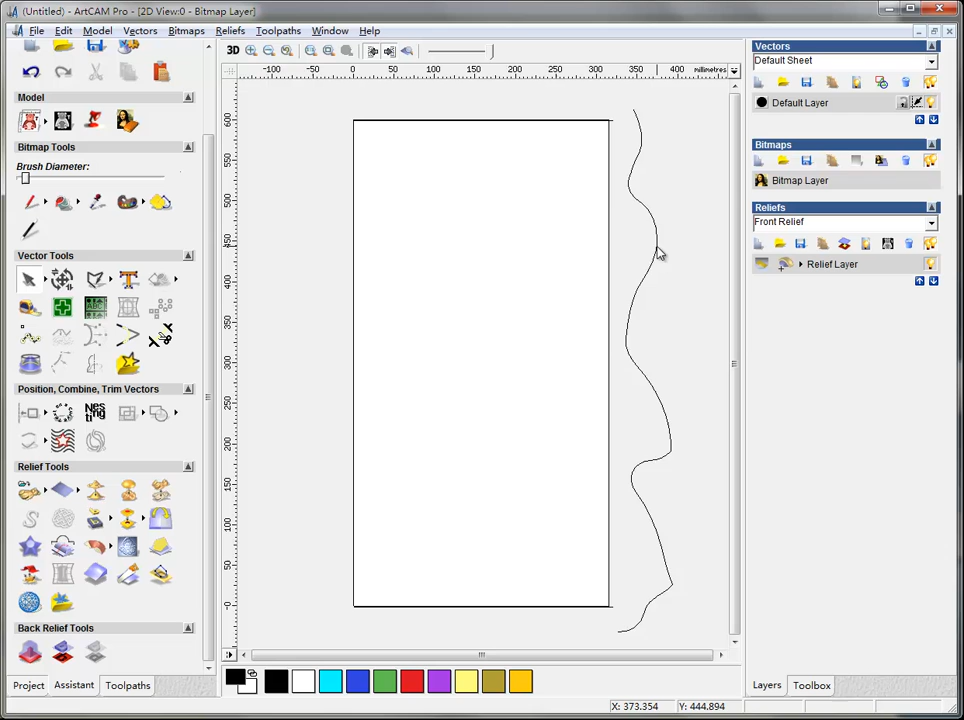 (Untitled) - ArtCAM Pro - [2D View:0 - Bitmap Layer]
File Edit Model Vectors Bitmaps Reliefs Toolpaths Window Help
3D
-100 -50 0 50 100 150 200 250 300 350 400 millimetres
600
550
500
450
400
350
300
250
200
150
100
50
0
Model
Bitmap Tools
Brush Diameter:
Vector Tools
Position, Combine, Trim Vectors
Nes
ting
Relief Tools
Back Relief Tools
Project Assistant Toolpaths
Vectors
Default Sheet
Default Layer
Bitmaps
Bitmap Layer
Reliefs
Front Relief
Relief Layer
Layers Toolbox
X: 373.354 Y: 444.894